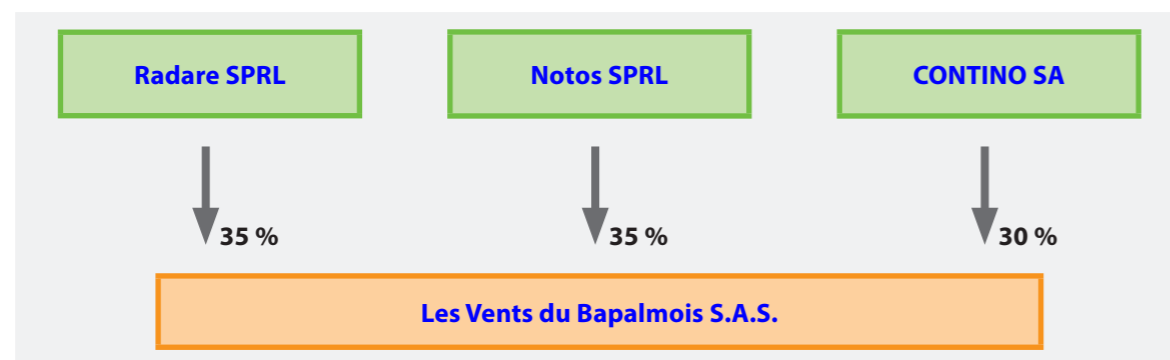 Radare SPRL Notos SPRL CONTINO SA
35 % 35 % 30 %
Les Vents du Bapalmois S.A.S.